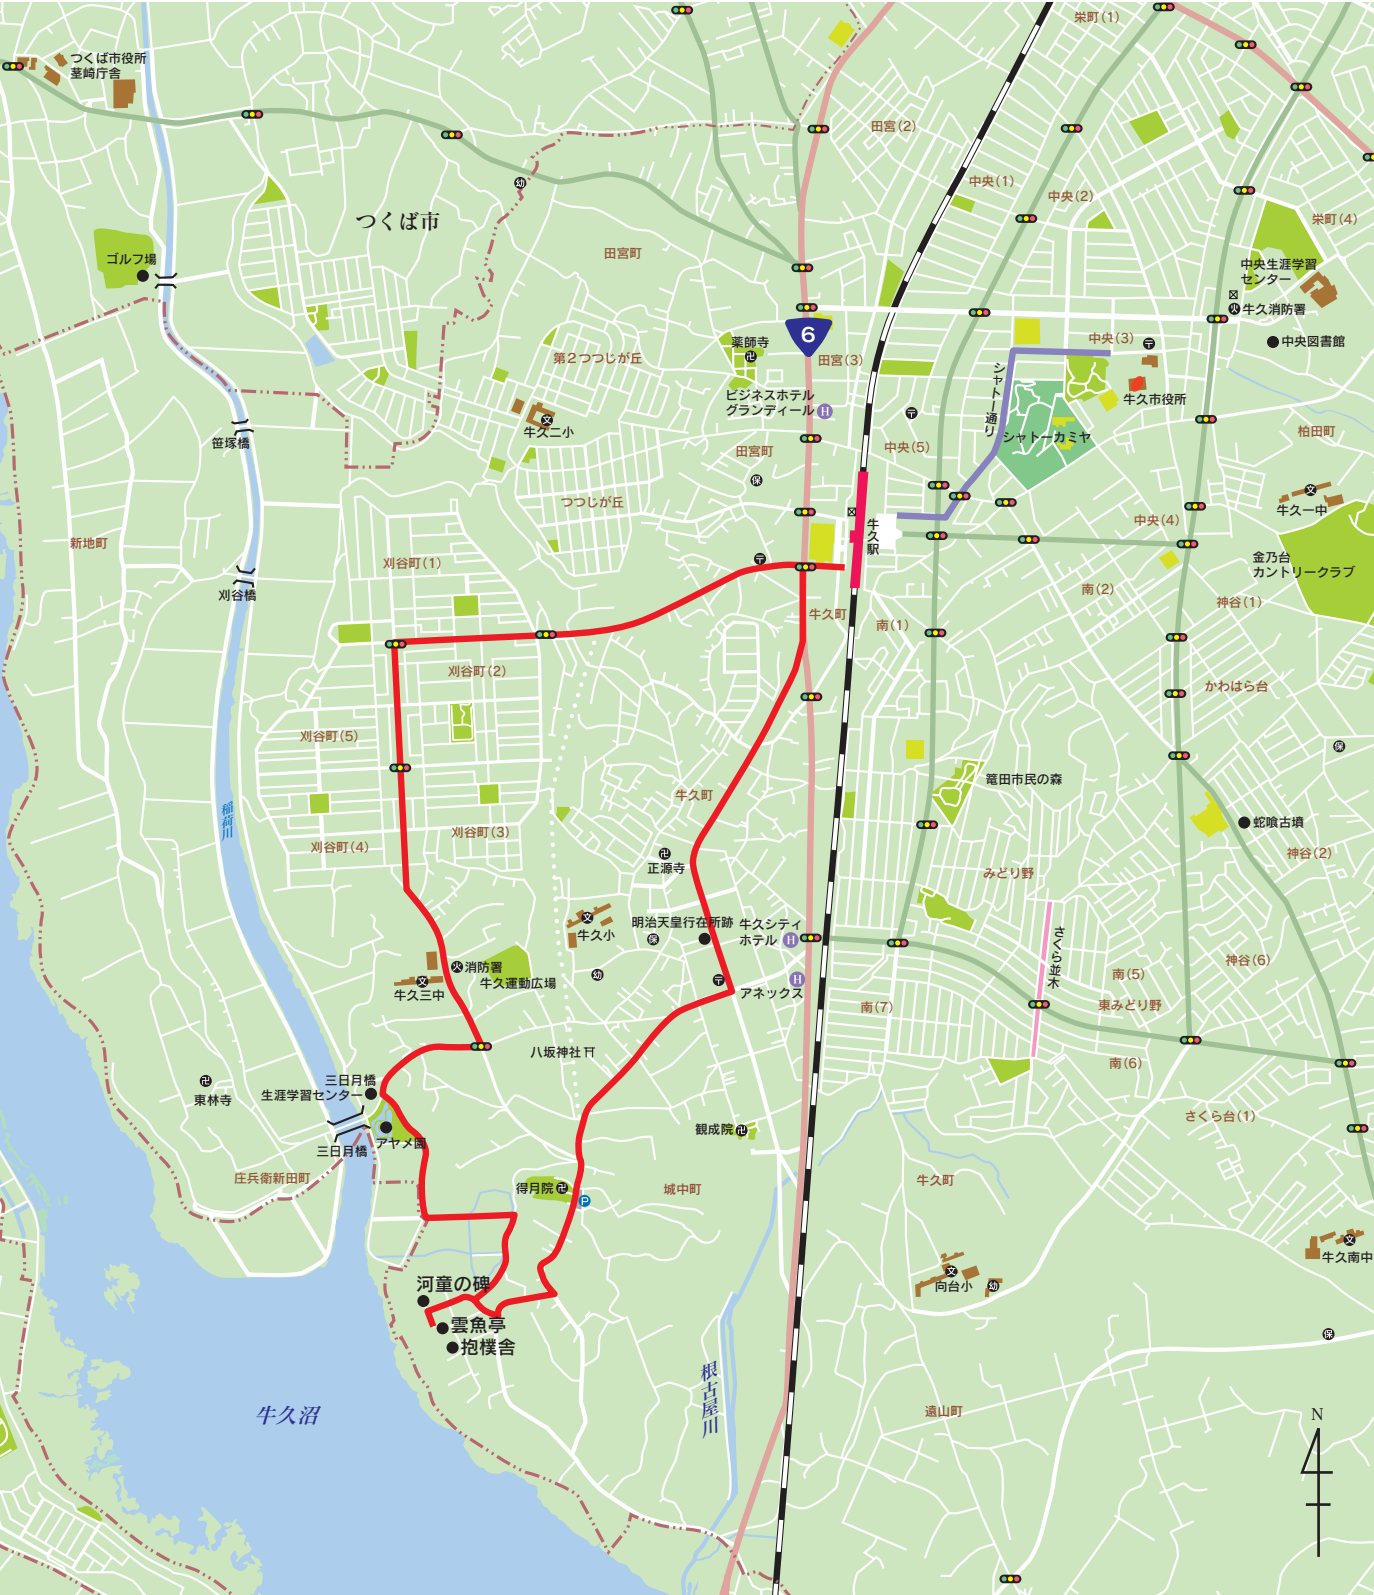 栄町(1)
つくば市役所
茎崎庁舎
田宮(2)
中央(1)
中央(2)
栄町(4)
つくば市
田宮町
ゴルフ場
中央生涯学習
センター
牛久消防署
6
中央(3)
〒
中央図書館
薬師寺
第2つつじが丘
田宮(3)
ビジネスホテル
グランディール
H
シャトー通り
牛久市役所
文
牛久二小
〒
シャトーカミヤ
柏田町
笹塚橋
田宮町
中央(5)
保
文
牛久一中
つつじが丘
牛久駅
中央(4)
新地町
刈谷町(1)
〒
金乃台
カントリークラブ
刈谷橋
南(2)
神谷(1)
牛久町
南(1)
刈谷町(2)
かわはら台
刈谷町(5)
保
篭田市民の森
牛久町
稲荷川
刈谷町(3)
蛇喰古墳
刈谷町(4)
正源寺
神谷(2)
みどり野
文
牛久小
明治天皇行在所跡
保
牛久シティ
ホテル
H
さくら並木
消防署
文
牛久三中
牛久運動広場
幼
〒
H
アネックス
南(5)
神谷(6)
南(7)
東みどり野
八坂神社
南(6)
東林寺
三日月橋
生涯学習センター
さくら台(1)
アヤメ園
三日月橋
観成院
庄兵衛新田町
得月院
P
城中町
牛久町
文
牛久南中
文
向台小
幼
河童の碑
雲魚亭
抱樸舎
保
牛久沼
根古屋川
遠山町
N